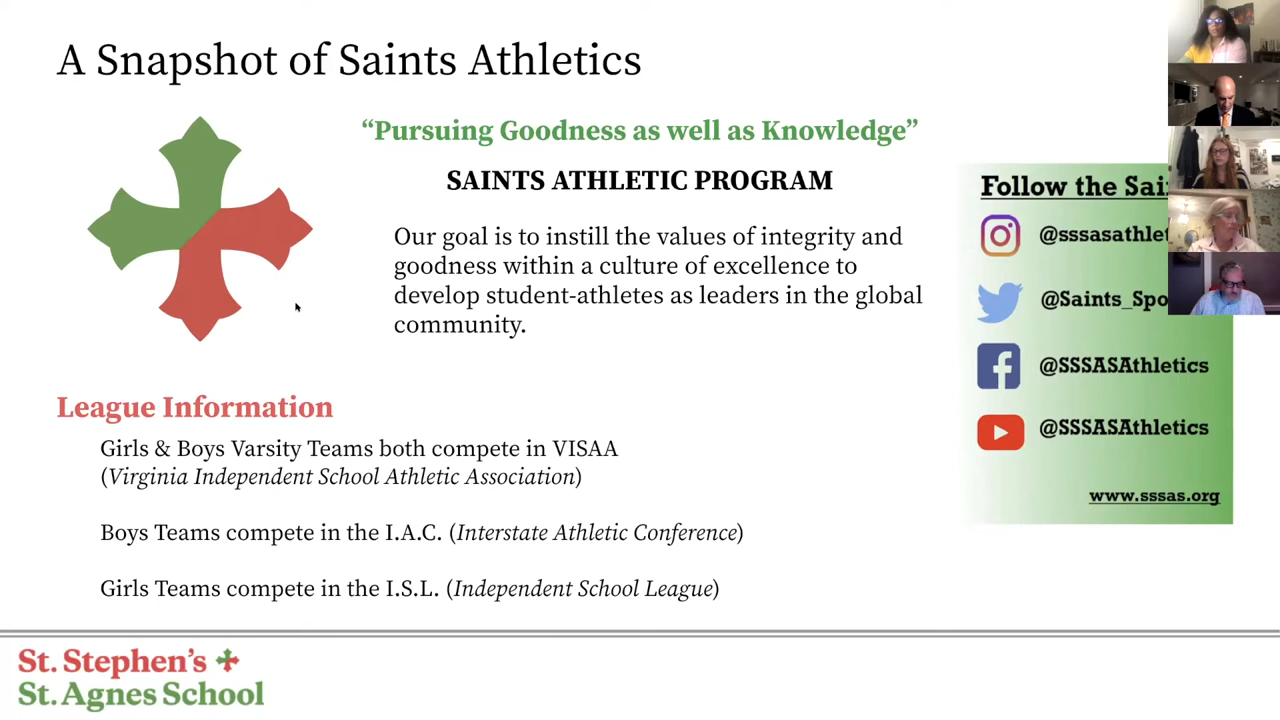 A Snapshot of Saints Athletics
“Pursuing Goodness as well as Knowledge”
SAINTS ATHLETIC PROGRAM
Our goal is to instill the values of integrity and
goodness within a culture of excellence to
develop student-athletes as leaders in the global
community.
Follow the Sai
@sssasathlet
@Saints_Spo
@SSSASAthletics
@SSSASAthletics
www.sssas.org
League Information
Girls & Boys Varsity Teams both compete in VISAA
(Virginia Independent School Athletic Association)
Boys Teams compete in the I.A.C. (Interstate Athletic Conference)
Girls Teams compete in the I.S.L. (Independent School League)
St. Stephen’s
St. Agnes School